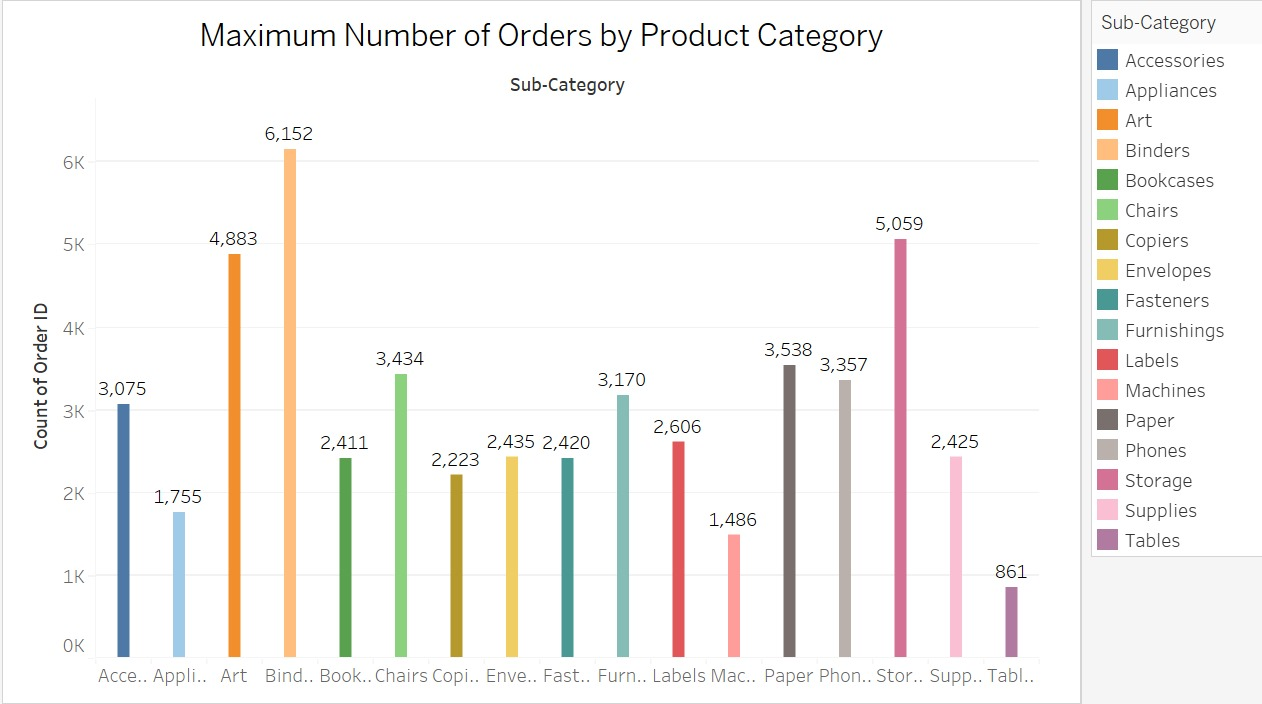 Maximum Number of Orders by Product Category
Sub-Category
Count of Order ID
6K
5K
4K
3K
2K
1K
0K
3,075
1,755
4,883
6,152
2,411
3,434
2,223
2,435
2,420
3,170
2,606
1,486
3,538
3,357
5,059
2,425
861
Acce.. Appli.. Art Bind.. Book.. Chairs Copi.. Enve.. Fast.. Furn.. Labels Mac.. Paper Phon.. Stor.. Supp.. Tabl..
Sub-Category
Accessories
Appliances
Art
Binders
Bookcases
Chairs
Copiers
Envelopes
Fasteners
Furnishings
Labels
Machines
Paper
Phones
Storage
Supplies
Tables